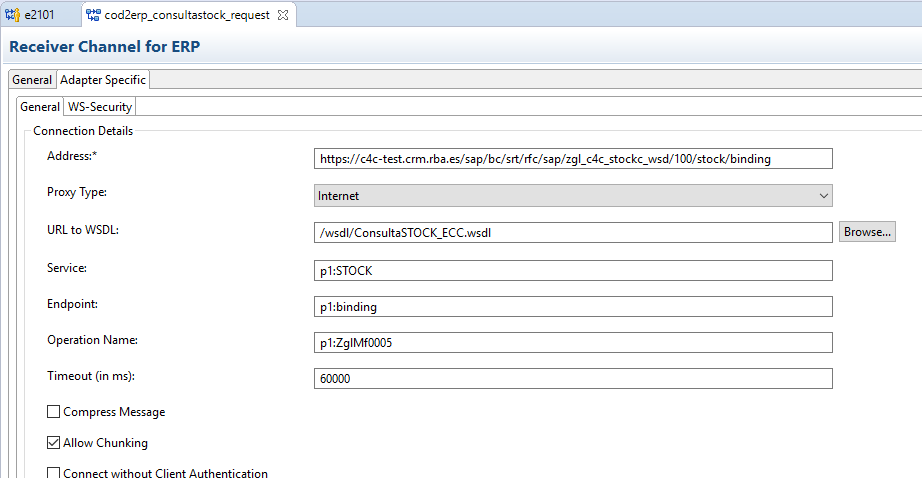 e2101 cod2erp_consultastock_request
Receiver Channel for ERP
General Adapter Specific
General WS-Security
Connection Details
Address:* https://c4c-test.crm.rba.es/sap/bc/srt/rfc/sap/zgl_c4c_stockc_wsd/100/stock/binding
Proxy Type: Internet
URL to WSDL: /wsdl/ConsultaSTOCK_ECC.wsdl Browse...
Service: p1:STOCK
Endpoint: p1:binding
Operation Name: p1:ZglMf0005
Timeout (in ms): 60000
Compress Message
Allow Chunking
Connect without Client Authentication